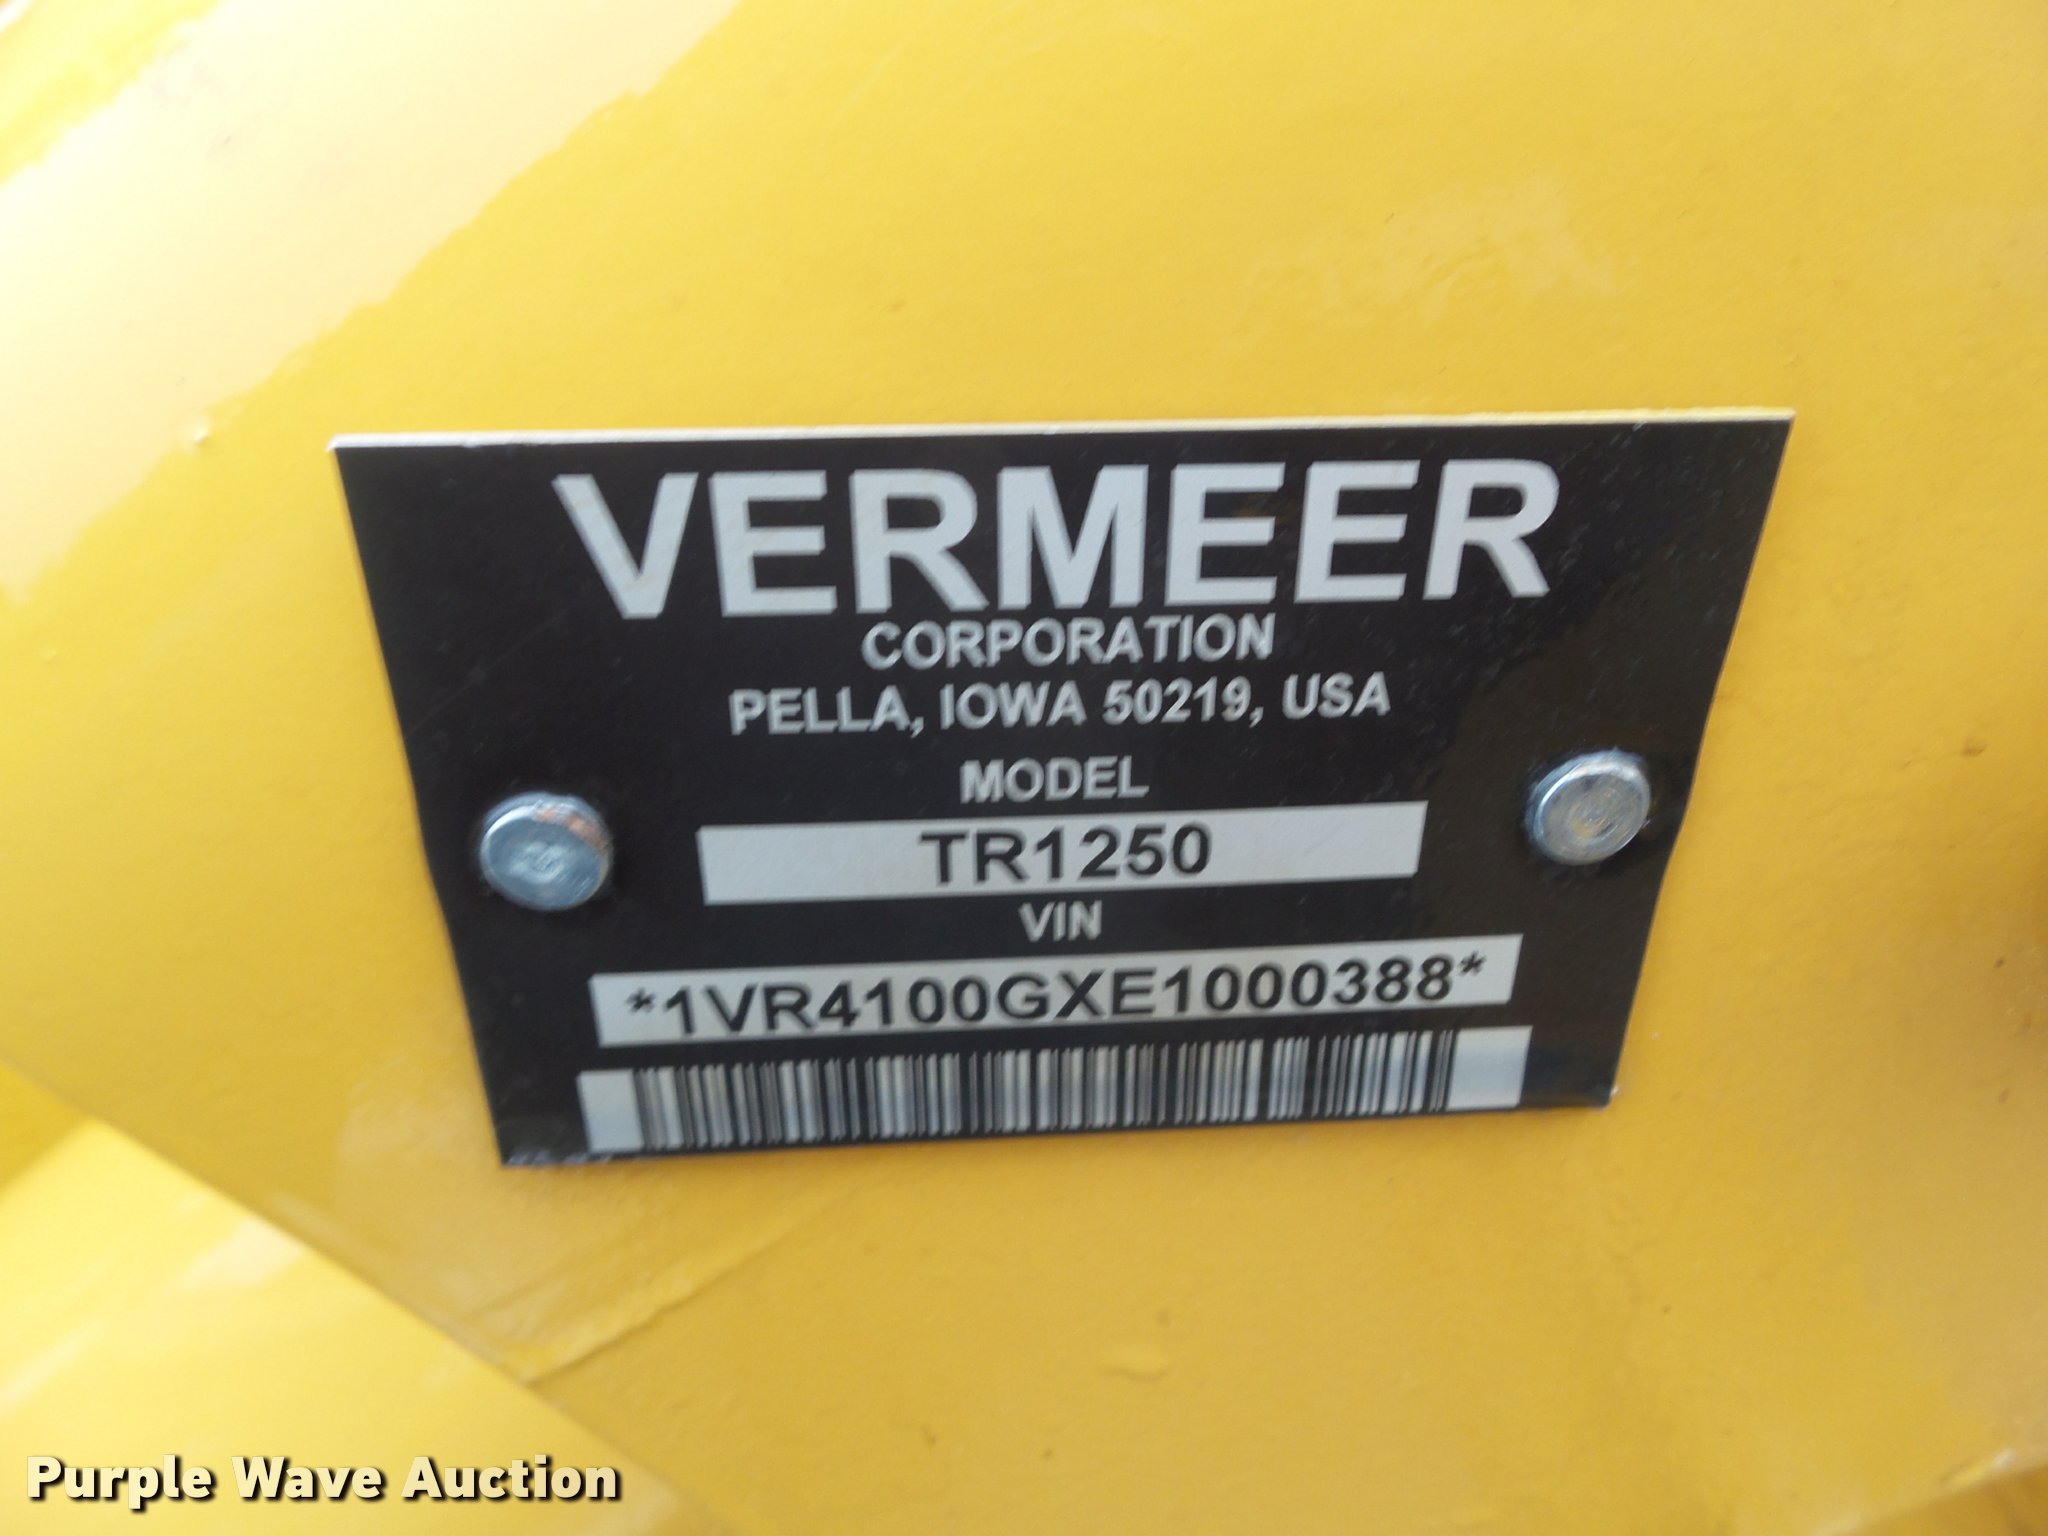 VERMEER
CORPORATION
PELLA, IOWA 50219, USA
MODEL
TR1250
VIN
*1VR4100GXE1000388*
Purple Wave Auction